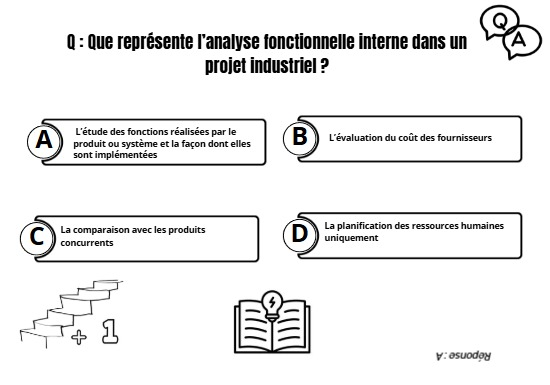 Q : Que représente l'analyse fonctionnelle interne dans un
projet industriel ?
Q
A
A
L'étude des fonctions réalisées par le
produit ou système et la façon dont elles
sont implémentées
B
L'évaluation du coût des fournisseurs
C
La comparaison avec les produits
concurrents
D
La planification des ressources humaines
uniquement
+ 1
Réponse : A